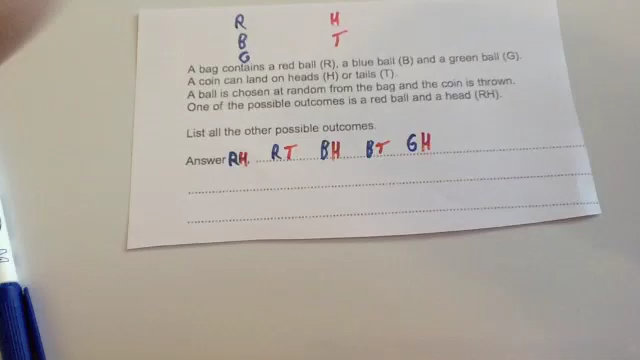 R H
B T
G
A bag contains a red ball (R), a blue ball (B) and a green ball (G).
A coin can land on heads (H) or tails (T).
A ball is chosen at random from the bag and the coin is thrown.
One of the possible outcomes is a red ball and a head (RH).
List all the other possible outcomes.
Answer RH. RT BH BT GH